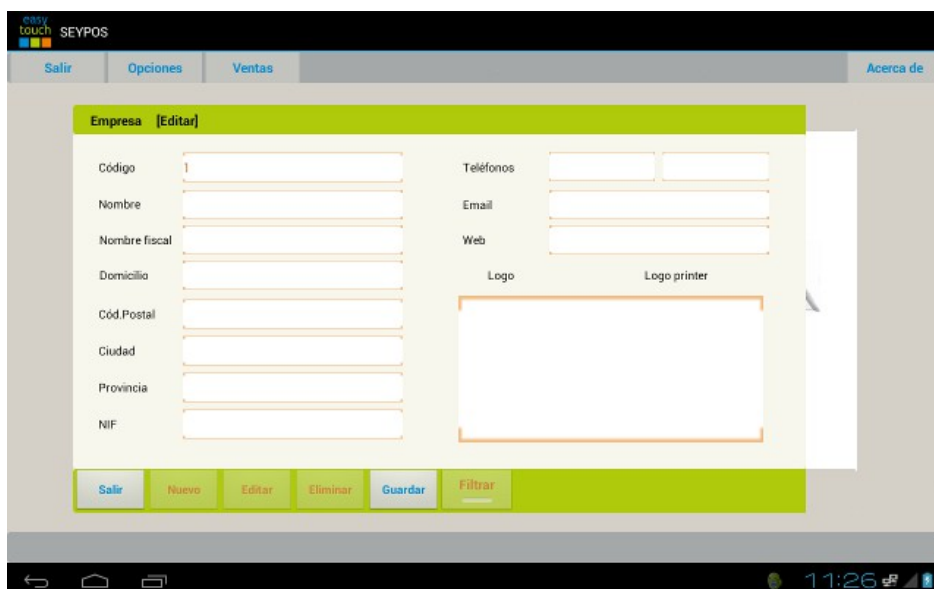 easy
touch SEYPOS
Salir Opciones Ventas Acerca de
Empresa [Editar]
Código 1 Teléfonos
Nombre Email
Nombre fiscal Web
Domicilio Logo Logo printer
Cód.Postal
Ciudad
Provincia
NIF
Salir Nuevo Editar Eliminar Guardar Filtrar
11:26